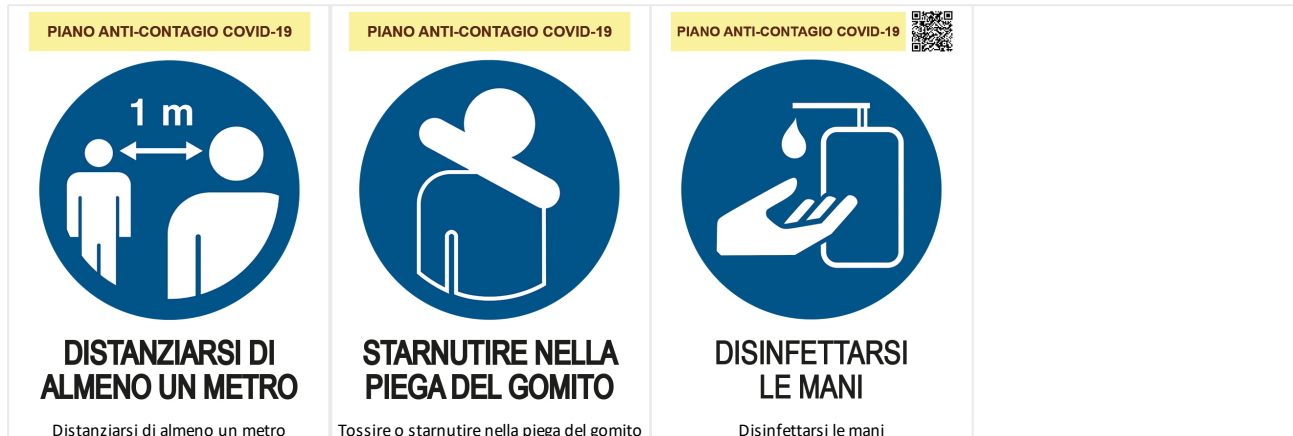 PIANO ANTI-CONTAGIO COVID-19
1 m
DISTANZIARSI DI
ALMENO UN METRO
Distanziarsi di almeno un metro
PIANO ANTI-CONTAGIO COVID-19
STARNUTIRE NELLA
PIEGA DEL GOMITO
Tossire o starnutire nella piega del gomito
PIANO ANTI-CONTAGIO COVID-19
DISINFETTARSI
LE MANI
Disinfettarsi le mani